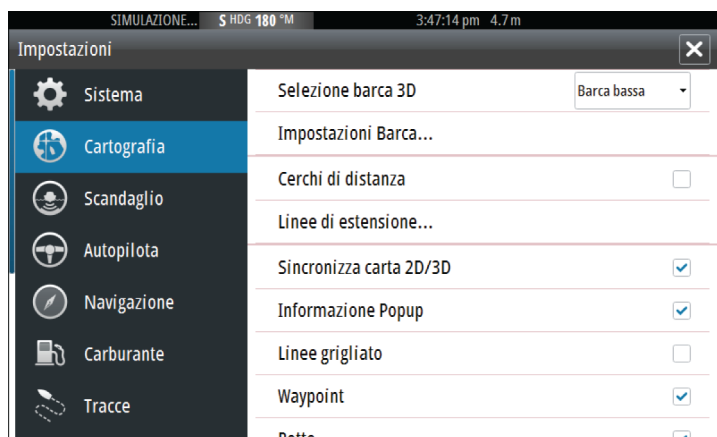 SIMULAZIONE... S HDG 180 °M 3:47:14 pm 4.7 m
Impostazioni
Sistema
Cartografia
Scandaglio
Autopilota
Navigazione
Carburante
Tracce
Selezione barca 3D Barca bassa
Impostazioni Barca...
Cerchi di distanza
Linee di estensione...
Sincronizza carta 2D/3D
Informazione Popup
Linee grigliato
Waypoint